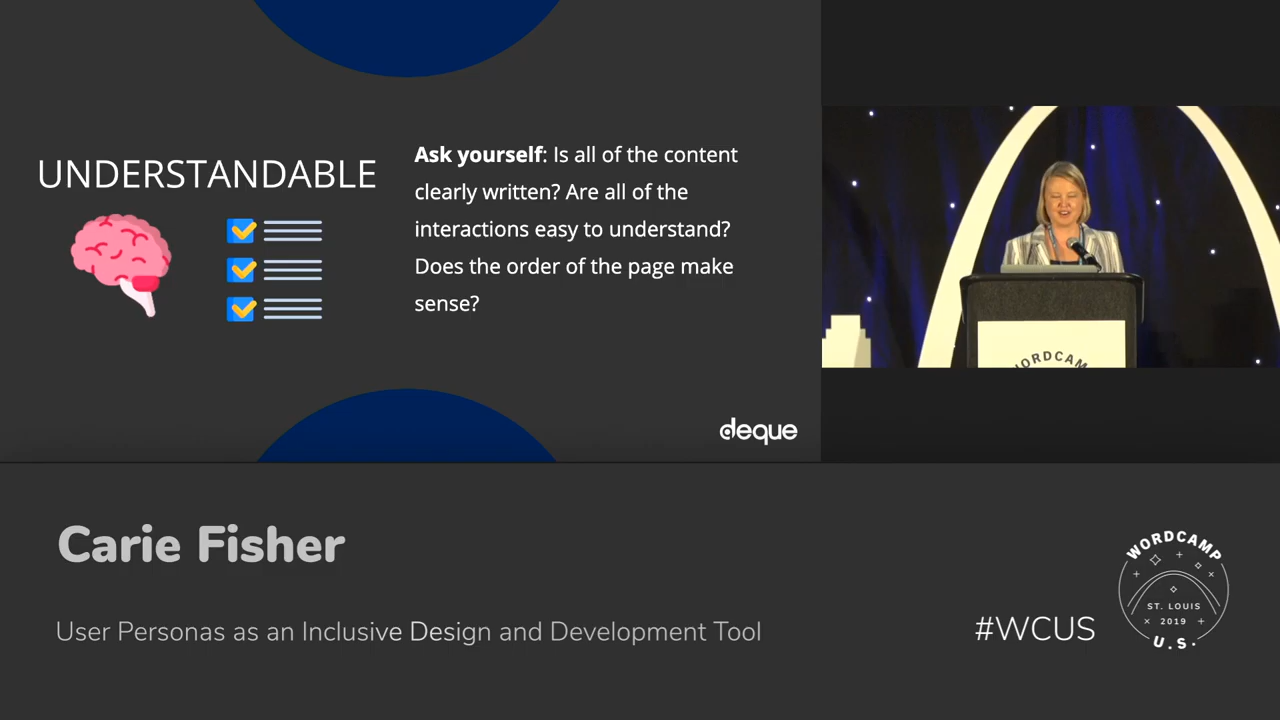 UNDERSTANDABLE
Ask yourself: Is all of the content
clearly written? Are all of the
interactions easy to understand?
Does the order of the page make
sense?
deque
WORDCAM
Carie Fisher
User Personas as an Inclusive Design and Development Tool
#WCUS
WORDCAMP
ST. LOUIS
2019
U.S.